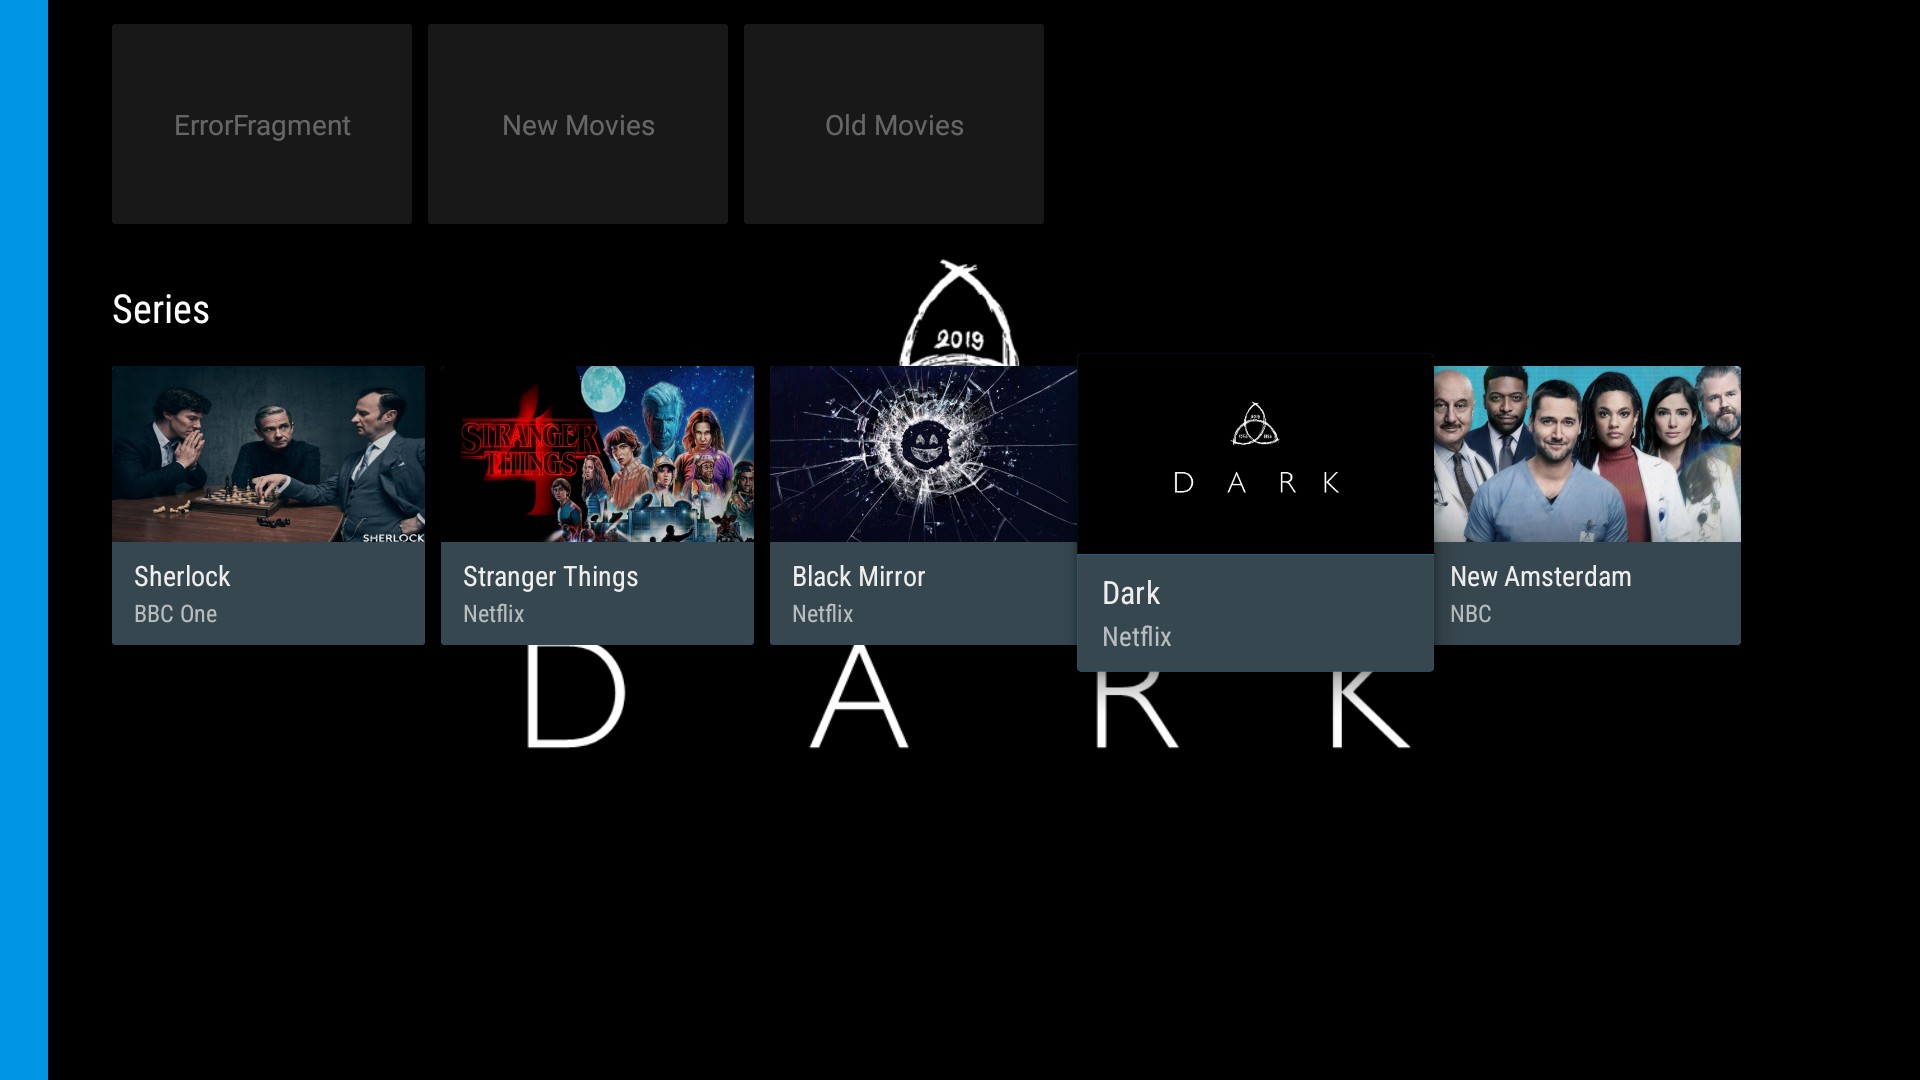 ErrorFragment
New Movies
Old Movies
Series
2019
SHERLOCK
STRANGER
THINGS
2019
D A R K
Sherlock
BBC One
Stranger Things
Netflix
Black Mirror
Netflix
Dark
Netflix
New Amsterdam
NBC
D A R K